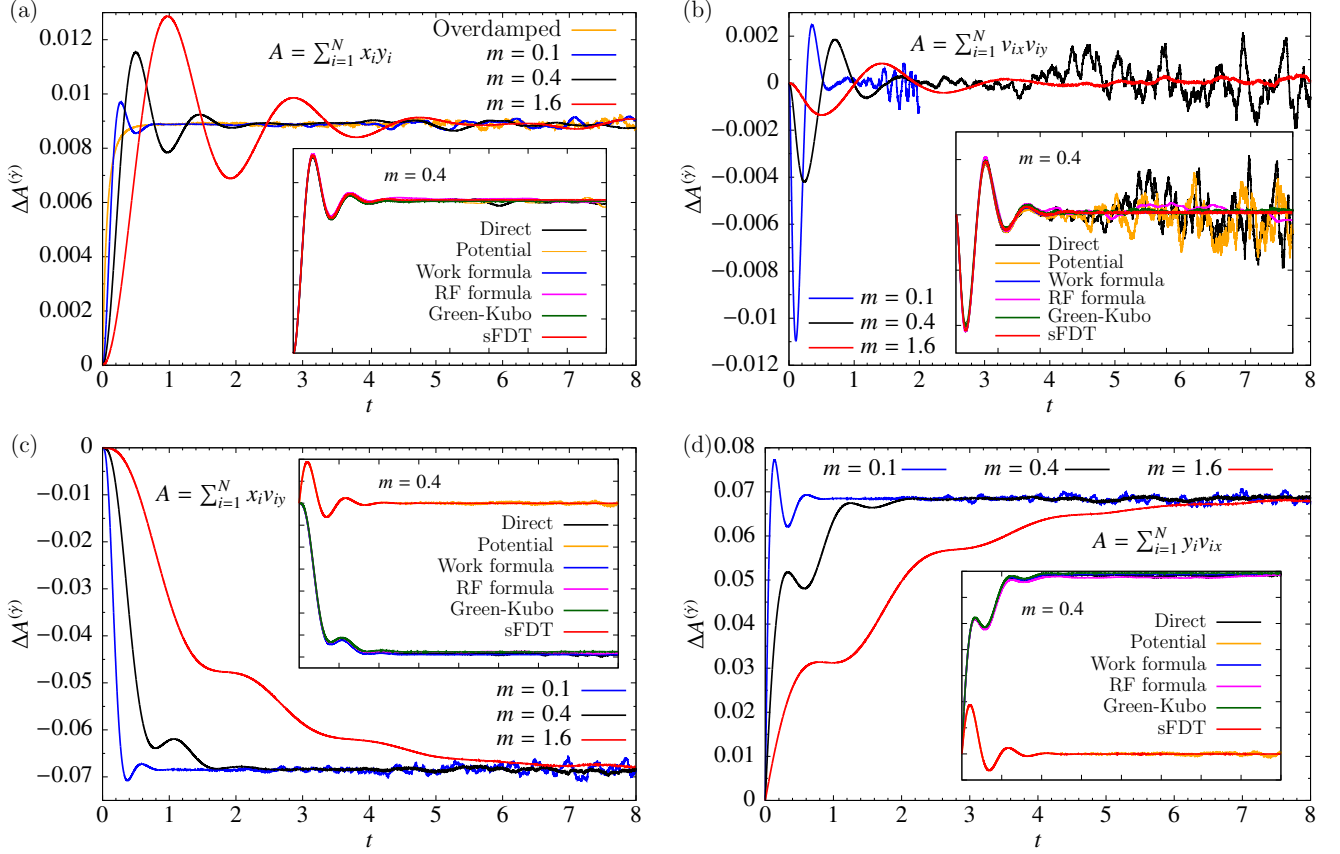 (a)
ΔA^(γ̇)
0.012
0.01
0.008
0.006
0.004
0.002
0
A = ∑_{i=1}^{N} x_i y_i
Overdamped
m = 0.1
m = 0.4
m = 1.6
m = 0.4
Direct
Potential
Work formula
RF formula
Green-Kubo
sFDT
0 1 2 3 4 5 6 7 8
t
(b)
ΔA^(γ̇)
0.002
0
−0.002
−0.004
−0.006
−0.008
−0.01
−0.012
A = ∑_{i=1}^{N} v_{ix} v_{iy}
m = 0.4
Direct
Potential
Work formula
RF formula
Green-Kubo
sFDT
m = 0.1
m = 0.4
m = 1.6
0 1 2 3 4 5 6 7 8
t
(c)
ΔA^(γ̇)
0
−0.01
−0.02
−0.03
−0.04
−0.05
−0.06
−0.07
A = ∑_{i=1}^{N} x_i v_{iy}
m = 0.4
Direct
Potential
Work formula
RF formula
Green-Kubo
sFDT
m = 0.1
m = 0.4
m = 1.6
0 1 2 3 4 5 6 7 8
t
(d)
ΔA^(γ̇)
0.08
0.07
0.06
0.05
0.04
0.03
0.02
0.01
0
m = 0.1 m = 0.4 m = 1.6
A = ∑_{i=1}^{N} y_i v_{ix}
m = 0.4
Direct
Potential
Work formula
RF formula
Green-Kubo
sFDT
0 1 2 3 4 5 6 7 8
t